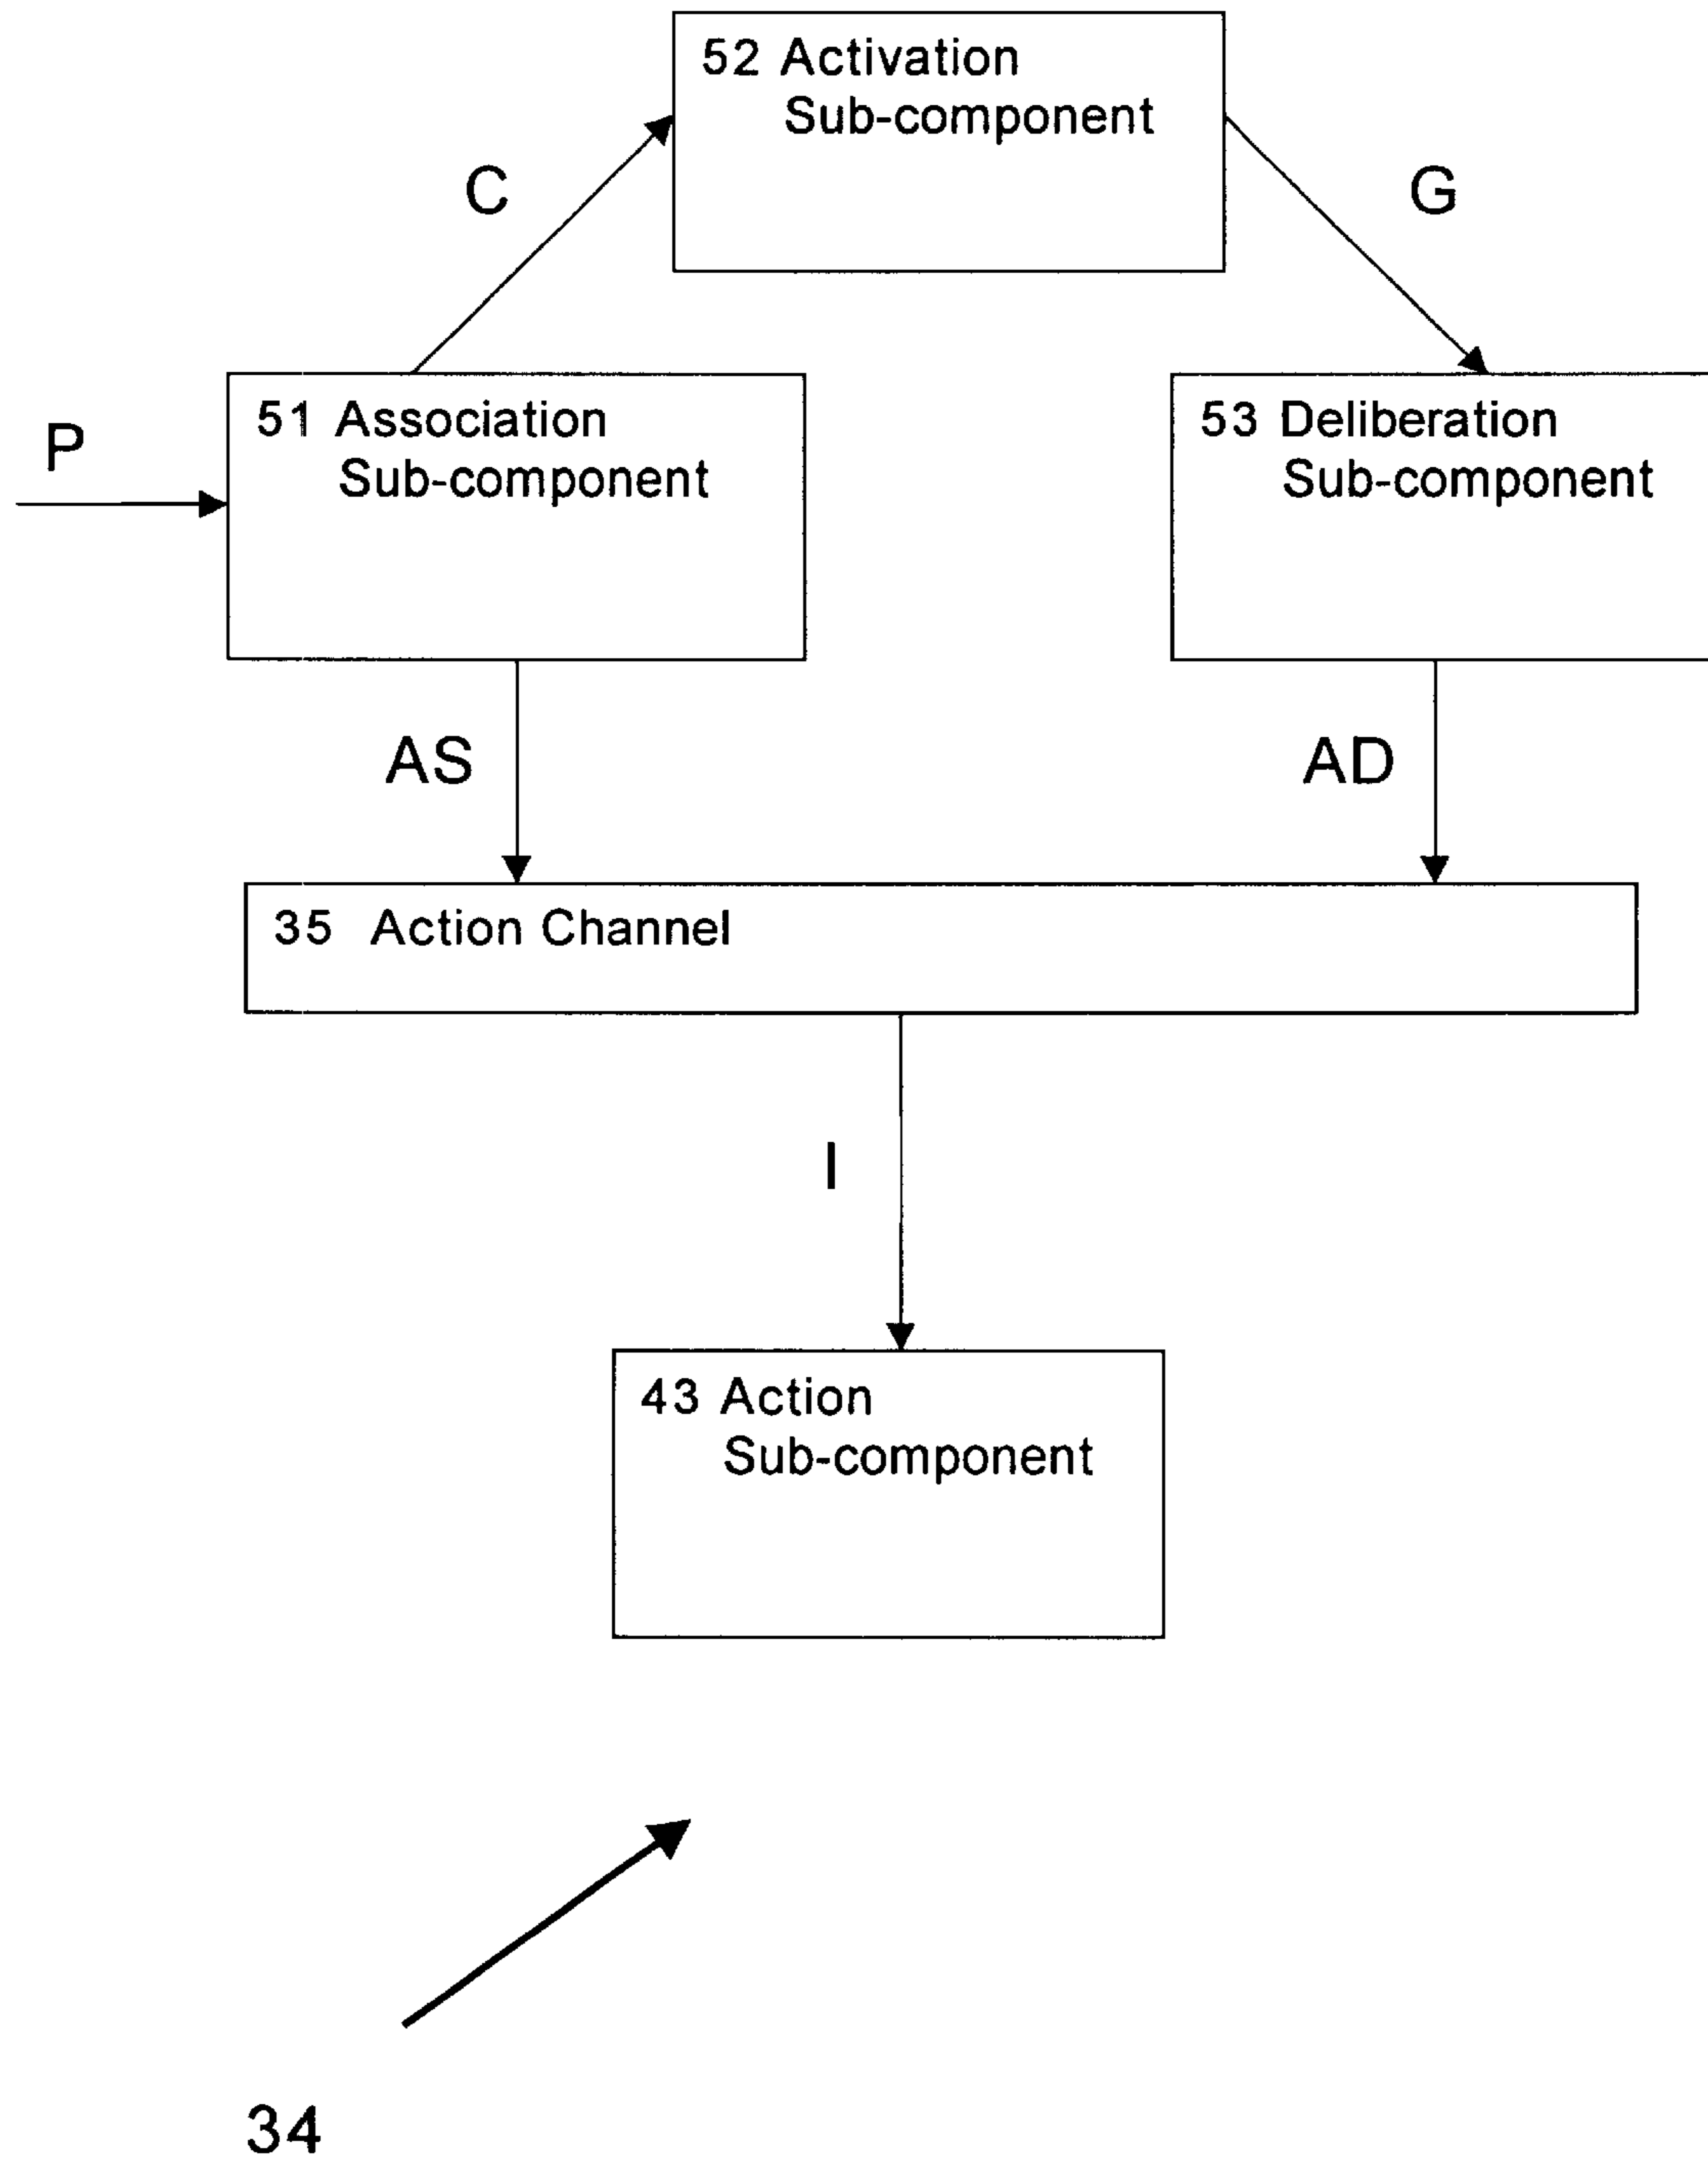 52 Activation
Sub-component
C
G
51 Association
Sub-component
53 Deliberation
Sub-component
P
AS
AD
35 Action Channel
I
43 Action
Sub-component
34